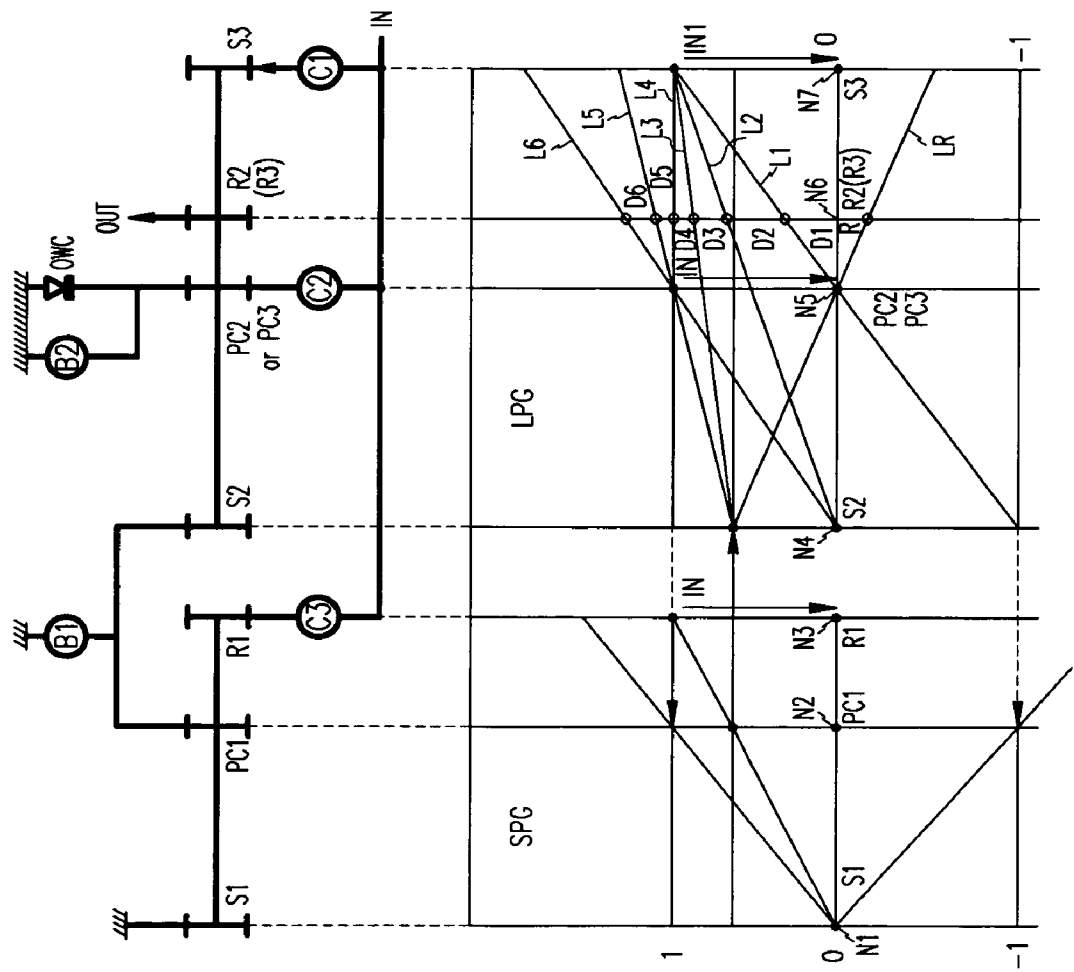 B1
B2
OWC
OUT
S1
PC1
R1
C3
S2
PC2
or PC3
C2
R2
(R3)
S3
C1
IN
SPG
LPG
L6
L5
L4
L3
L2
L1
LR
D6
D5
D4
D3
D2
D1
R
IN
IN
IN1
1
0
-1
0
-1
N1
S1
N2
PC1
N3
R1
N4
S2
N5
PC2
PC3
N6
R2(R3)
N7
S3